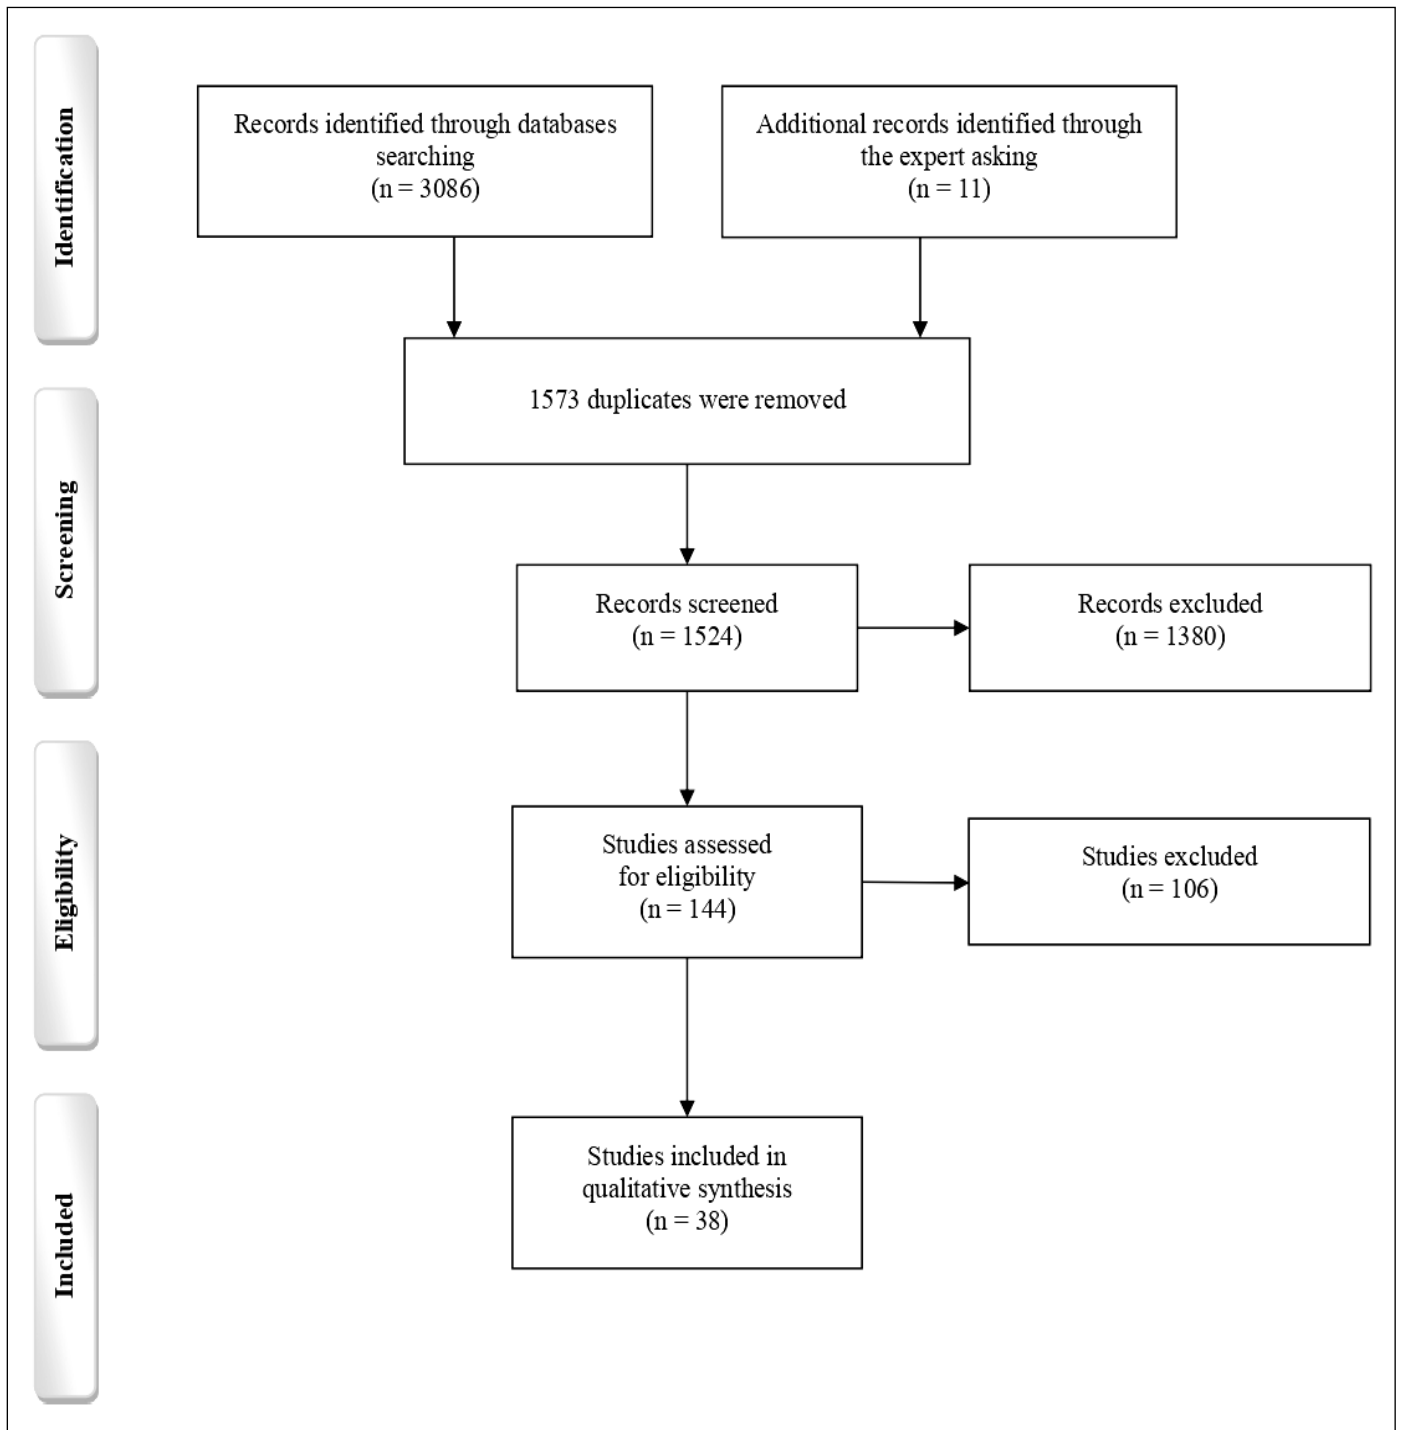 Identification
Records identified through databases
searching
(n = 3086)
Additional records identified through
the expert asking
(n = 11)
1573 duplicates were removed
Screening
Records screened
(n = 1524)
Records excluded
(n = 1380)
Eligibility
Studies assessed
for eligibility
(n = 144)
Studies excluded
(n = 106)
Included
Studies included in
qualitative synthesis
(n = 38)